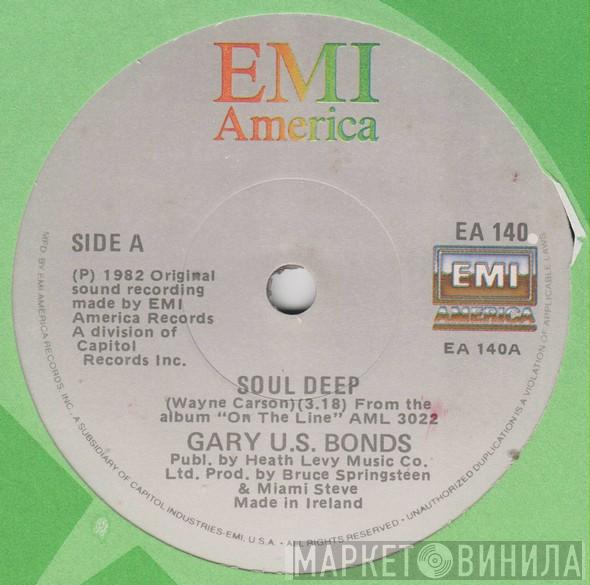 EMI
America
SIDE A
EA 140
(P) 1982 Original
sound recording
made by EMI
America Records
A division of
Capitol
Records Inc.
EMI
AMERICA
EA 140A
SOUL DEEP
(Wayne Carson)(3.18) From the
album "On The Line" AML 3022
GARY U.S. BONDS
Publ. by Heath Levy Music Co.
Ltd. Prod. by Bruce Springsteen
& Miami Steve
Made in Ireland
MFD BY EMI AMERICA RECORDS, INC., A SUBSIDIARY OF CAPITOL INDUSTRIES-EMI, U.S.A. • ALL RIGHTS RESERVED • UNAUTHORIZED DUPLICATION IS A VIOLATION OF APPLICABLE LAWS
МАРКЕТ ВИНИЛА